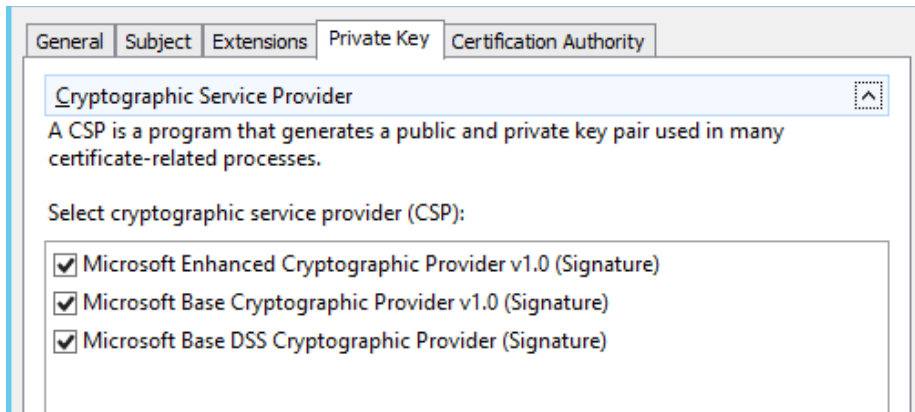 General Subject Extensions Private Key Certification Authority
Cryptographic Service Provider
A CSP is a program that generates a public and private key pair used in many
certificate-related processes.
Select cryptographic service provider (CSP):
Microsoft Enhanced Cryptographic Provider v1.0 (Signature)
Microsoft Base Cryptographic Provider v1.0 (Signature)
Microsoft Base DSS Cryptographic Provider (Signature)